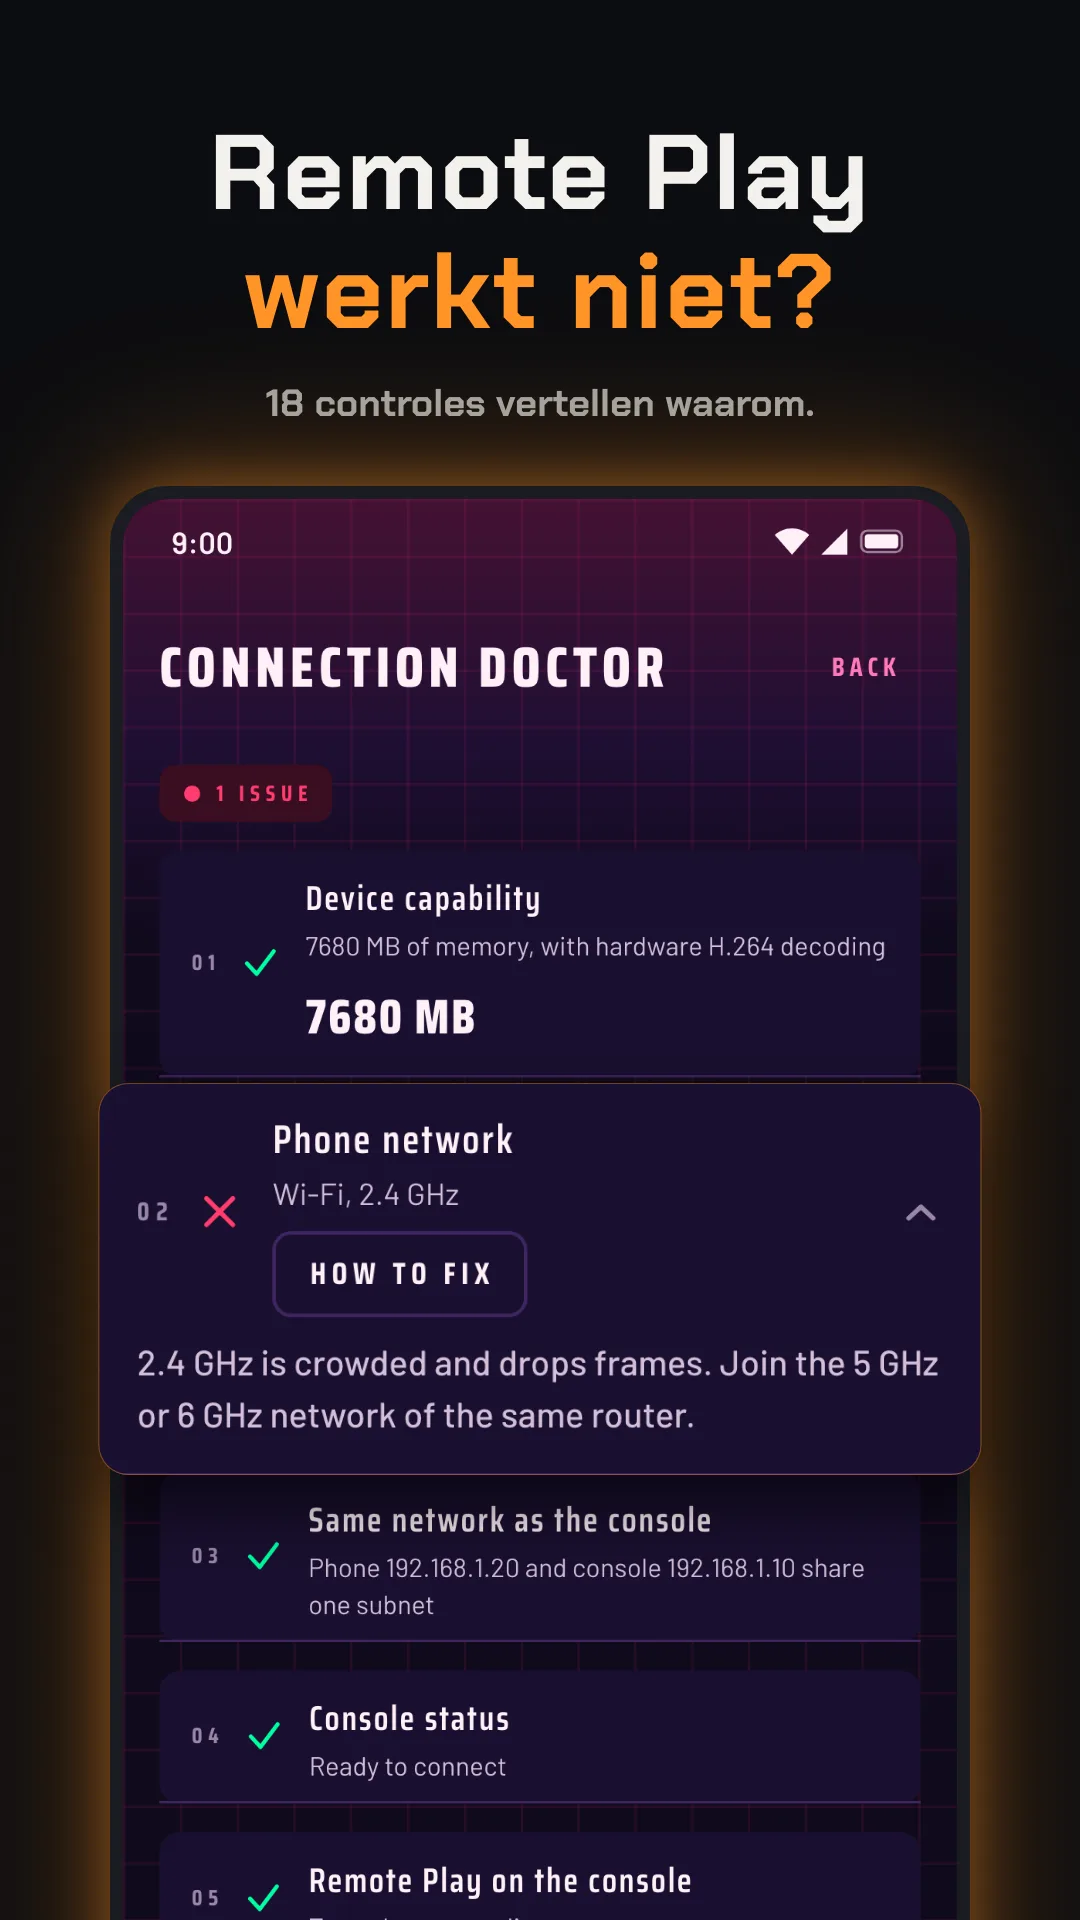 Remote Play
werkt niet?
18 controles vertellen waarom.
9:00
CONNECTION DOCTOR
BACK
1 ISSUE
Device capability
7680 MB of memory, with hardware H.264 decoding
01
7680 MB
Phone network
Wi-Fi, 2.4 GHz
02
HOW TO FIX
2.4 GHz is crowded and drops frames. Join the 5 GHz
or 6 GHz network of the same router.
Same network as the console
03
Phone 192.168.1.20 and console 192.168.1.10 share
one subnet
Console status
04
Ready to connect
Remote Play on the console
05